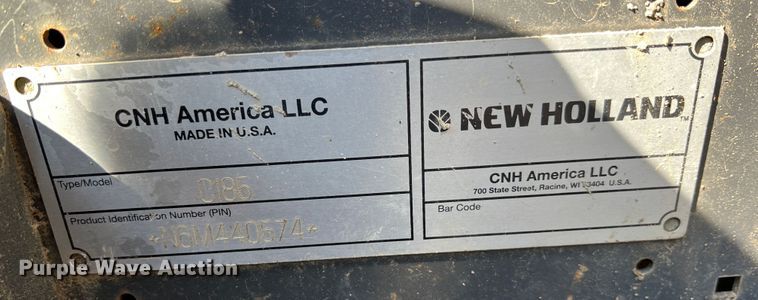 CNH America LLC
MADE IN U.S.A.
Type/Model C185
Product Identification Number (PIN)
*N8M440574*
NEW HOLLAND
CNH America LLC
700 State Street, Racine, WI 53404 U.S.A.
Bar Code
Purple Wave Auction